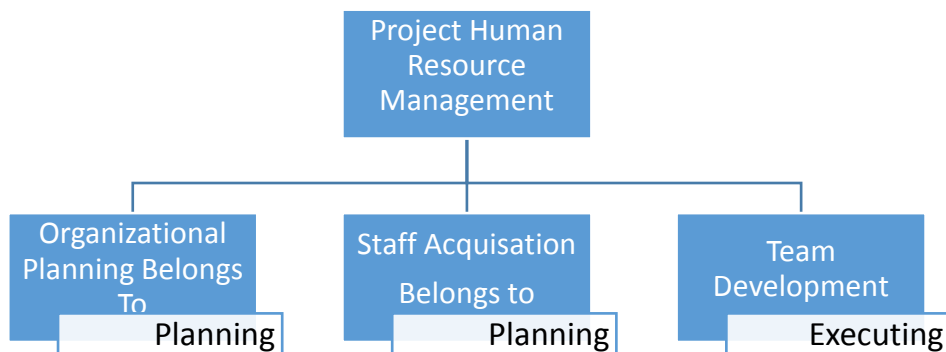 Project Human
Resource
Management
Organizational
Planning Belongs
To
Planning
Staff Acquisation
Belongs to
Planning
Team
Development
Executing